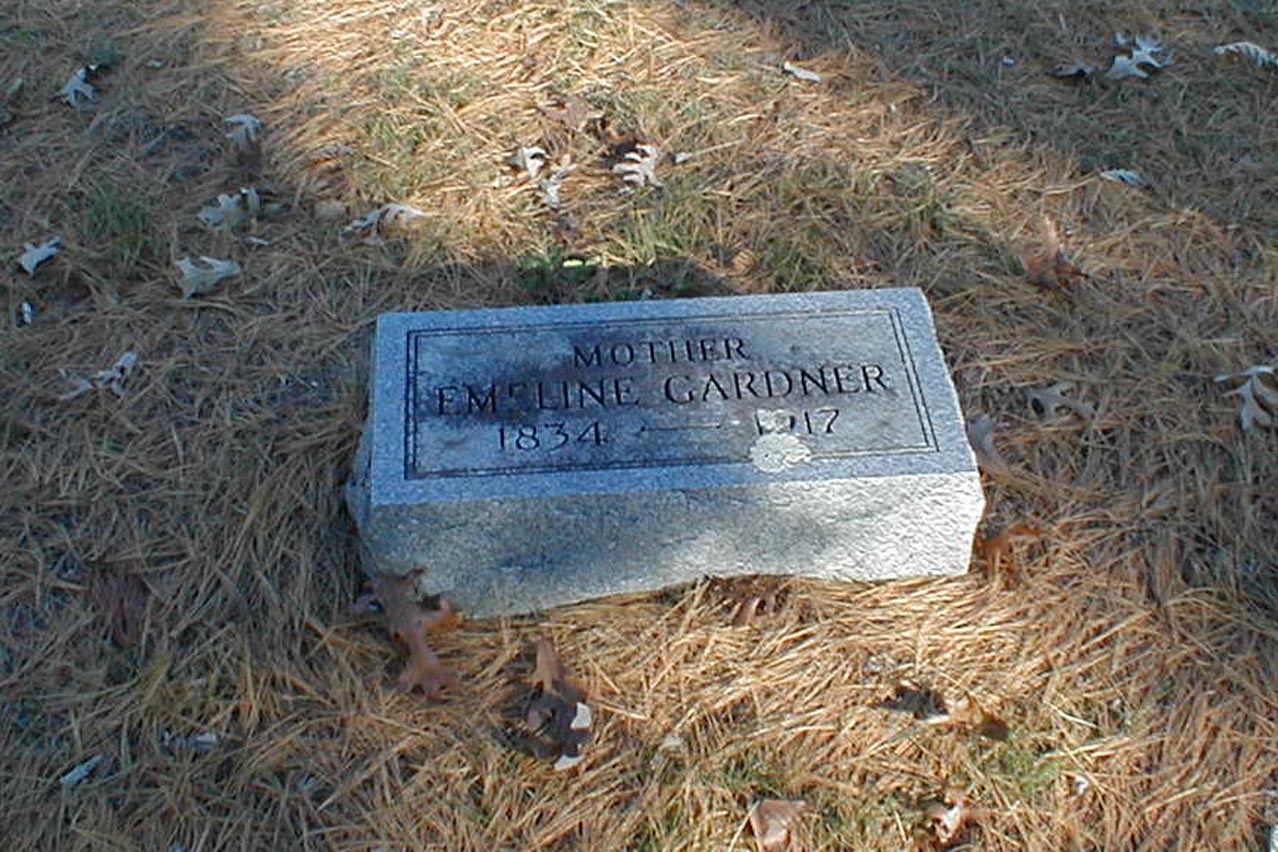 MOTHER
EMELINE GARDNER
1834 — 1917